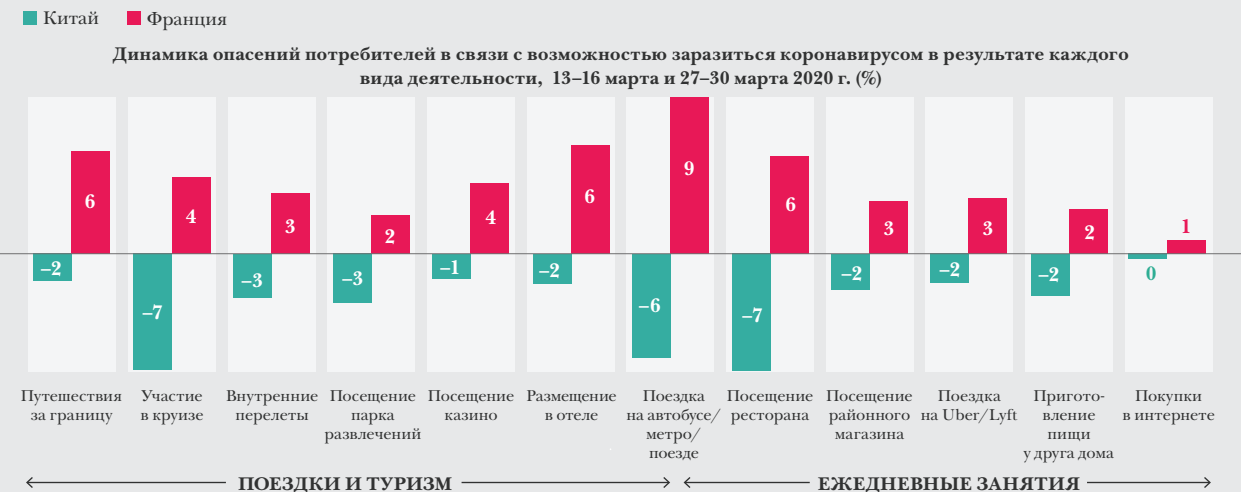 Китай Франция
Динамика опасений потребителей в связи с возможностью заразиться коронавирусом в результате каждого
вида деятельности, 13–16 марта и 27–30 марта 2020 г. (%)
6 4 3 2 4 6 9 6 3 3 2 1
–2 –7 –3 –3 –1 –2 –6 –7 –2 –2 –2 0
Путешествия
за границу
Участие
в круизе
Внутренние
перелеты
Посещение
парка
развлечений
Посещение
казино
Размещение
в отеле
Поездка
на автобусе/
метро/
поезде
Посещение
ресторана
Посещение
районного
магазина
Поездка
на Uber/Lyft
Пригото-
вление
пищи
у друга дома
Покупки
в интернете
ПОЕЗДКИ И ТУРИЗМ ЕЖЕДНЕВНЫЕ ЗАНЯТИЯ